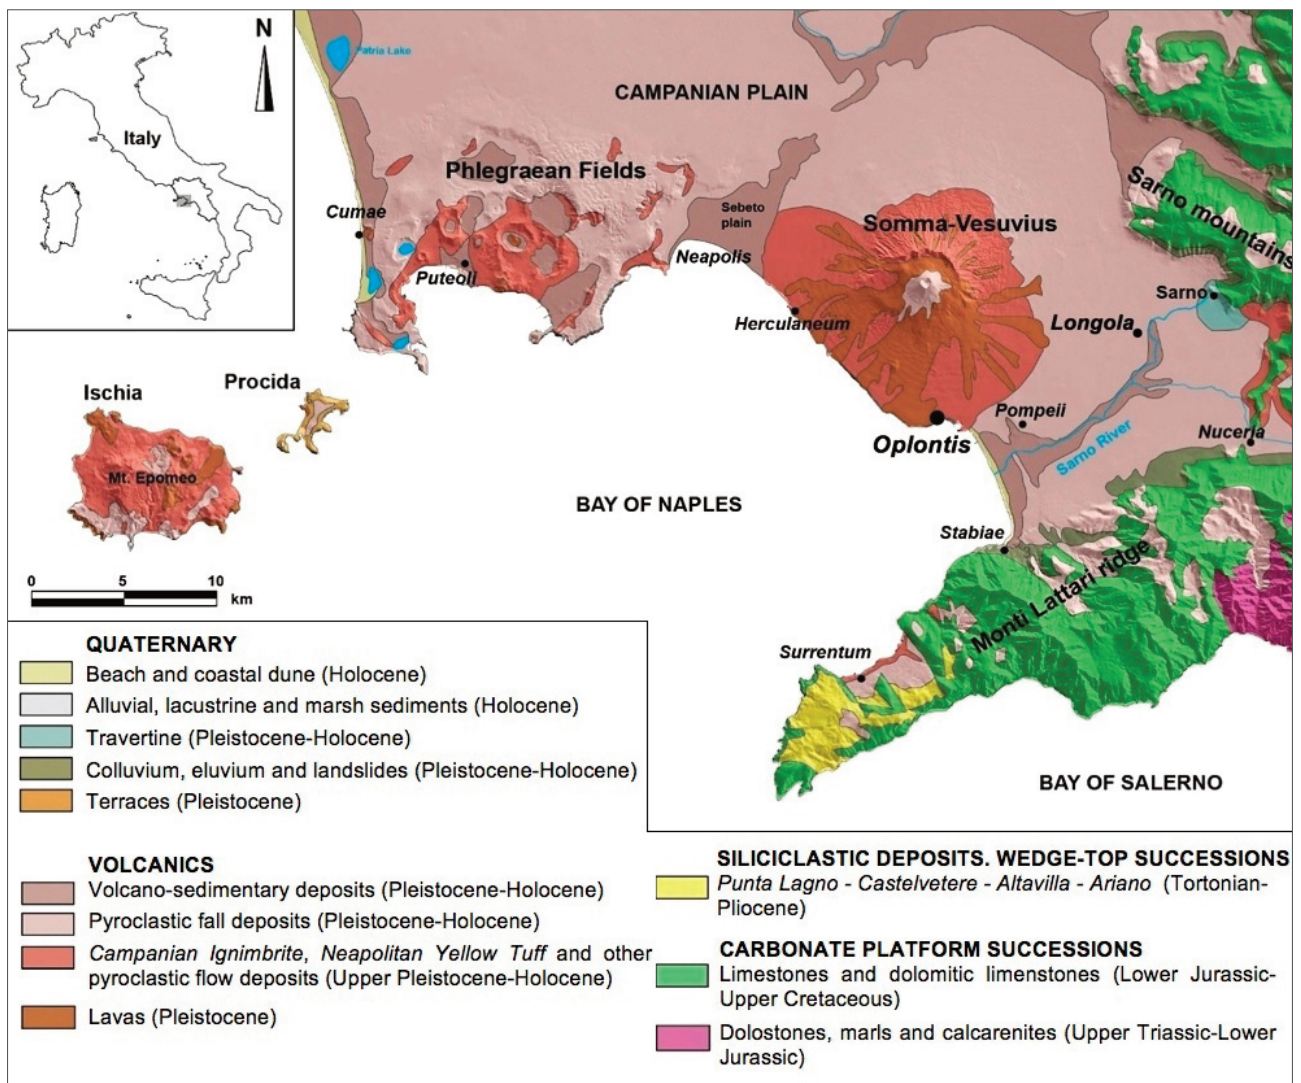 N
Italy
Patria Lake
CAMPANIAN PLAIN
Phlegraean Fields
Cumae
Puteoli
Sebeto
plain
Neapolis
Somma-Vesuvius
Herculaneum
Sarno mountains
Sarno
Longola
Pompeii
Oplontis
Sarno River
Nuceria
Ischia
Procida
Mt. Epomeo
BAY OF NAPLES
Stabiae
Monti Lattari ridge
Surrentum
BAY OF SALERNO
0 5 10
km
QUATERNARY
Beach and coastal dune (Holocene)
Alluvial, lacustrine and marsh sediments (Holocene)
Travertine (Pleistocene-Holocene)
Colluvium, eluvium and landslides (Pleistocene-Holocene)
Terraces (Pleistocene)
VOLCANICS
Volcano-sedimentary deposits (Pleistocene-Holocene)
Pyroclastic fall deposits (Pleistocene-Holocene)
Campanian Ignimbrite, Neapolitan Yellow Tuff and other
pyroclastic flow deposits (Upper Pleistocene-Holocene)
Lavas (Pleistocene)
SILICICLASTIC DEPOSITS. WEDGE-TOP SUCCESSIONS
Punta Lagno - Castelvetere - Altavilla - Ariano (Tortonian-
Pliocene)
CARBONATE PLATFORM SUCCESSIONS
Limestones and dolomitic limenstones (Lower Jurassic-
Upper Cretaceous)
Dolostones, marls and calcarenites (Upper Triassic-Lower
Jurassic)